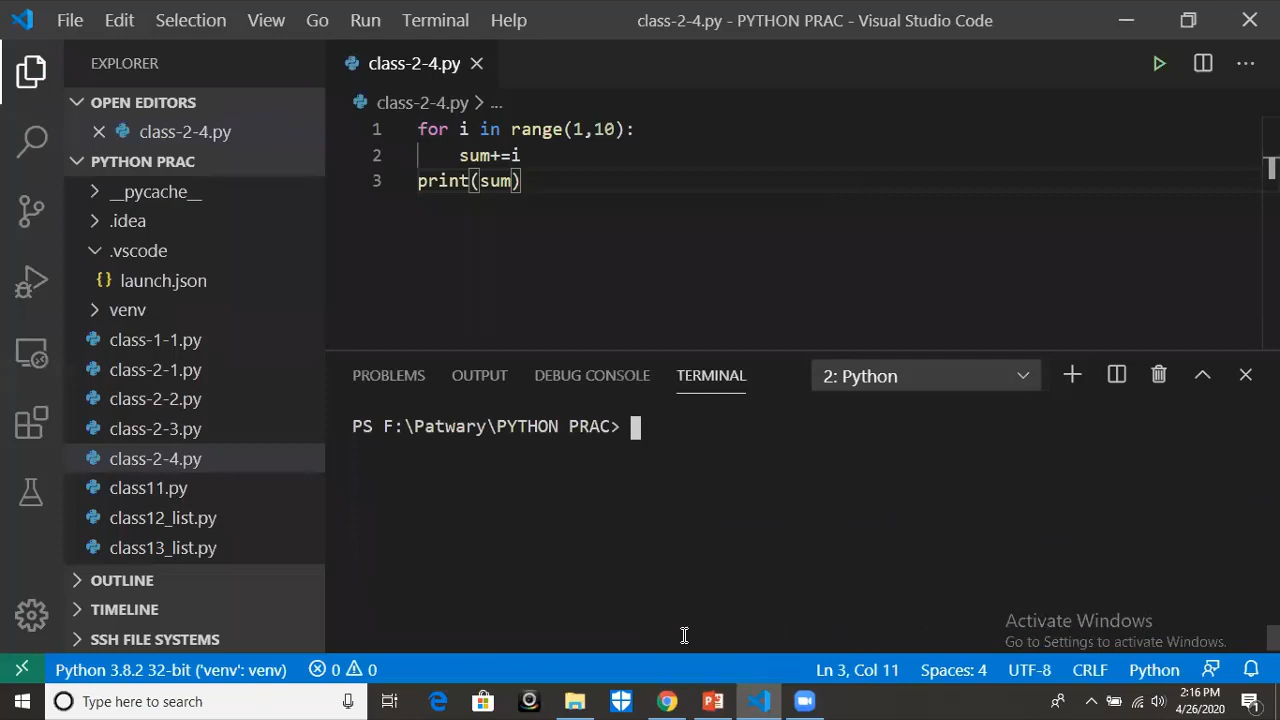 File Edit Selection View Go Run Terminal Help class-2-4.py - PYTHON PRAC - Visual Studio Code
EXPLORER
OPEN EDITORS
class-2-4.py
PYTHON PRAC
__pycache__
.idea
.vscode
{} launch.json
venv
class-1-1.py
class-2-1.py
class-2-2.py
class-2-3.py
class-2-4.py
class11.py
class12_list.py
class13_list.py
OUTLINE
TIMELINE
SSH FILE SYSTEMS
class-2-4.py
class-2-4.py > ...
1 for i in range(1,10):
2     sum+=i
3 print(sum)
PROBLEMS OUTPUT DEBUG CONSOLE TERMINAL 2: Python
PS F:\Patwary\PYTHON PRAC>
Activate Windows
Go to Settings to activate Windows.
Python 3.8.2 32-bit ('venv': venv) 0 0 Ln 3, Col 11 Spaces: 4 UTF-8 CRLF Python
Type here to search
2:16 PM
4/26/2020
1